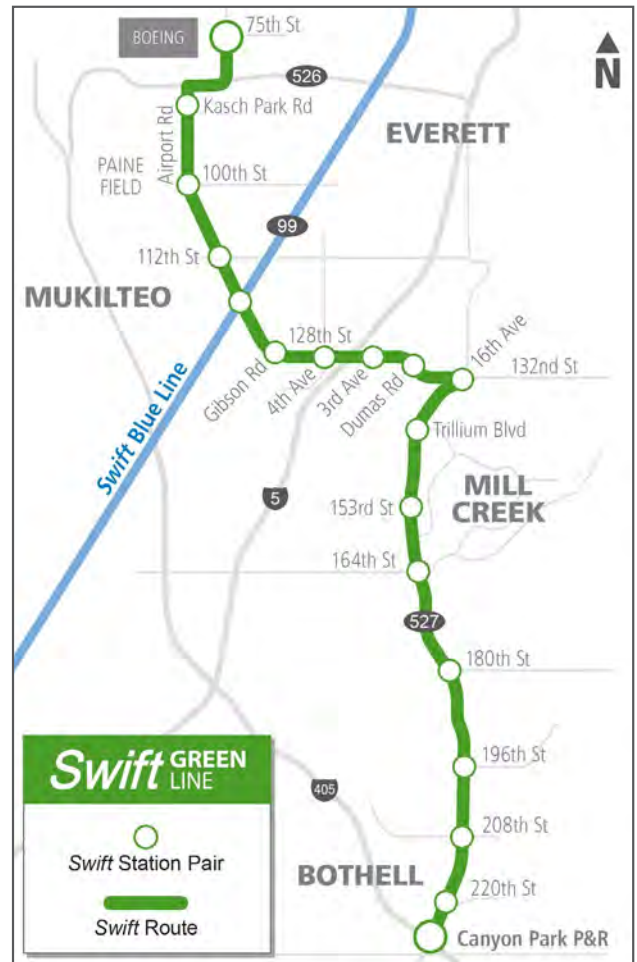 BOEING
75th St
N
526
Airport Rd
Kasch Park Rd
EVERETT
PAINE
FIELD
100th St
99
112th St
MUKILTEO
128th St
16th Ave
132nd St
Gibson Rd
4th Ave
3rd Ave
Dumas Rd
Trillium Blvd
Swift Blue Line
MILL
CREEK
5
153rd St
164th St
527
180th St
196th St
405
208th St
BOTHELL
220th St
Canyon Park P&R
Swift GREEN
LINE
Swift Station Pair
Swift Route